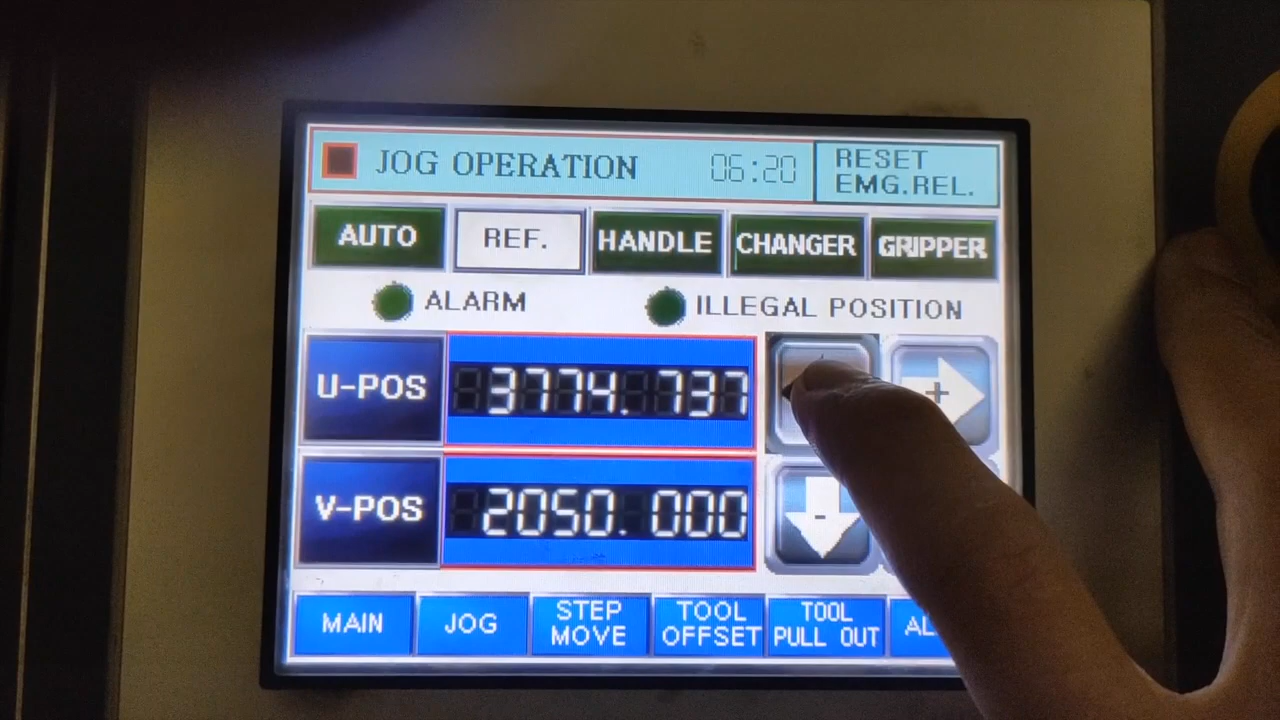 JOG OPERATION 06:20
RESET
EMG.REL.
AUTO REF. HANDLE CHANGER GRIPPER
ALARM ILLEGAL POSITION
U-POS 3774.737 +
V-POS 2050.000 -
MAIN JOG STEP MOVE TOOL OFFSET TOOL PULL OUT